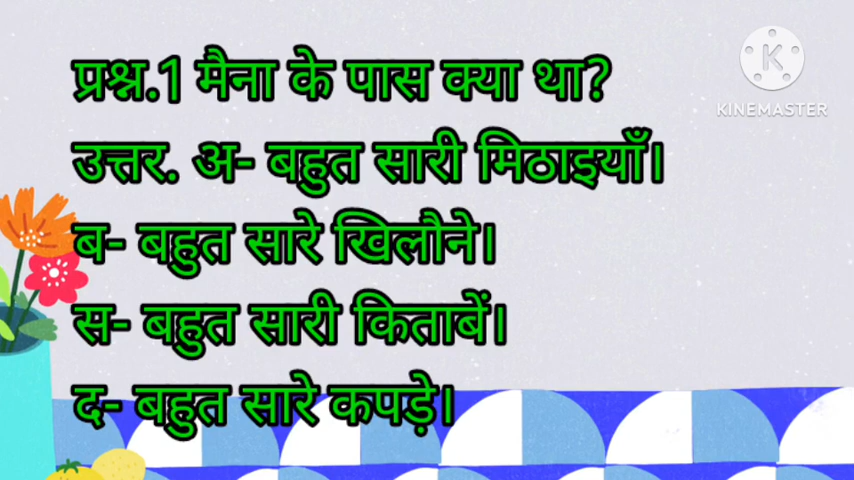 प्रश्न.1 मैना के पास क्या था?
उत्तर. अ- बहुत सारी मिठाइयाँ।
ब- बहुत सारे खिलौने।
स- बहुत सारी किताबें।
द- बहुत सारे कपड़े।
K
KINEMASTER